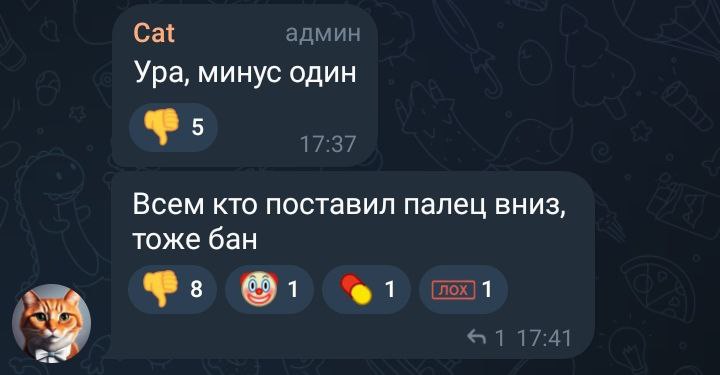 Cat админ
Ура, минус один
5
17:37
Всем кто поставил палец вниз,
тоже бан
8 1 1 лох 1
1 17:41